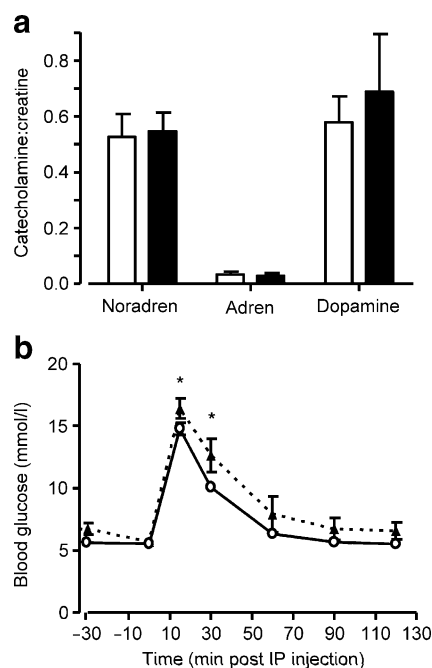 a
Catecholamine:creatine
0.8
0.6
0.4
0.2
0.0
Noradren Adren Dopamine
b
Blood glucose (mmol/l)
20
15
10
5
0
* *
−30 −10 10 30 50 70 90 110 130
Time (min post IP injection)